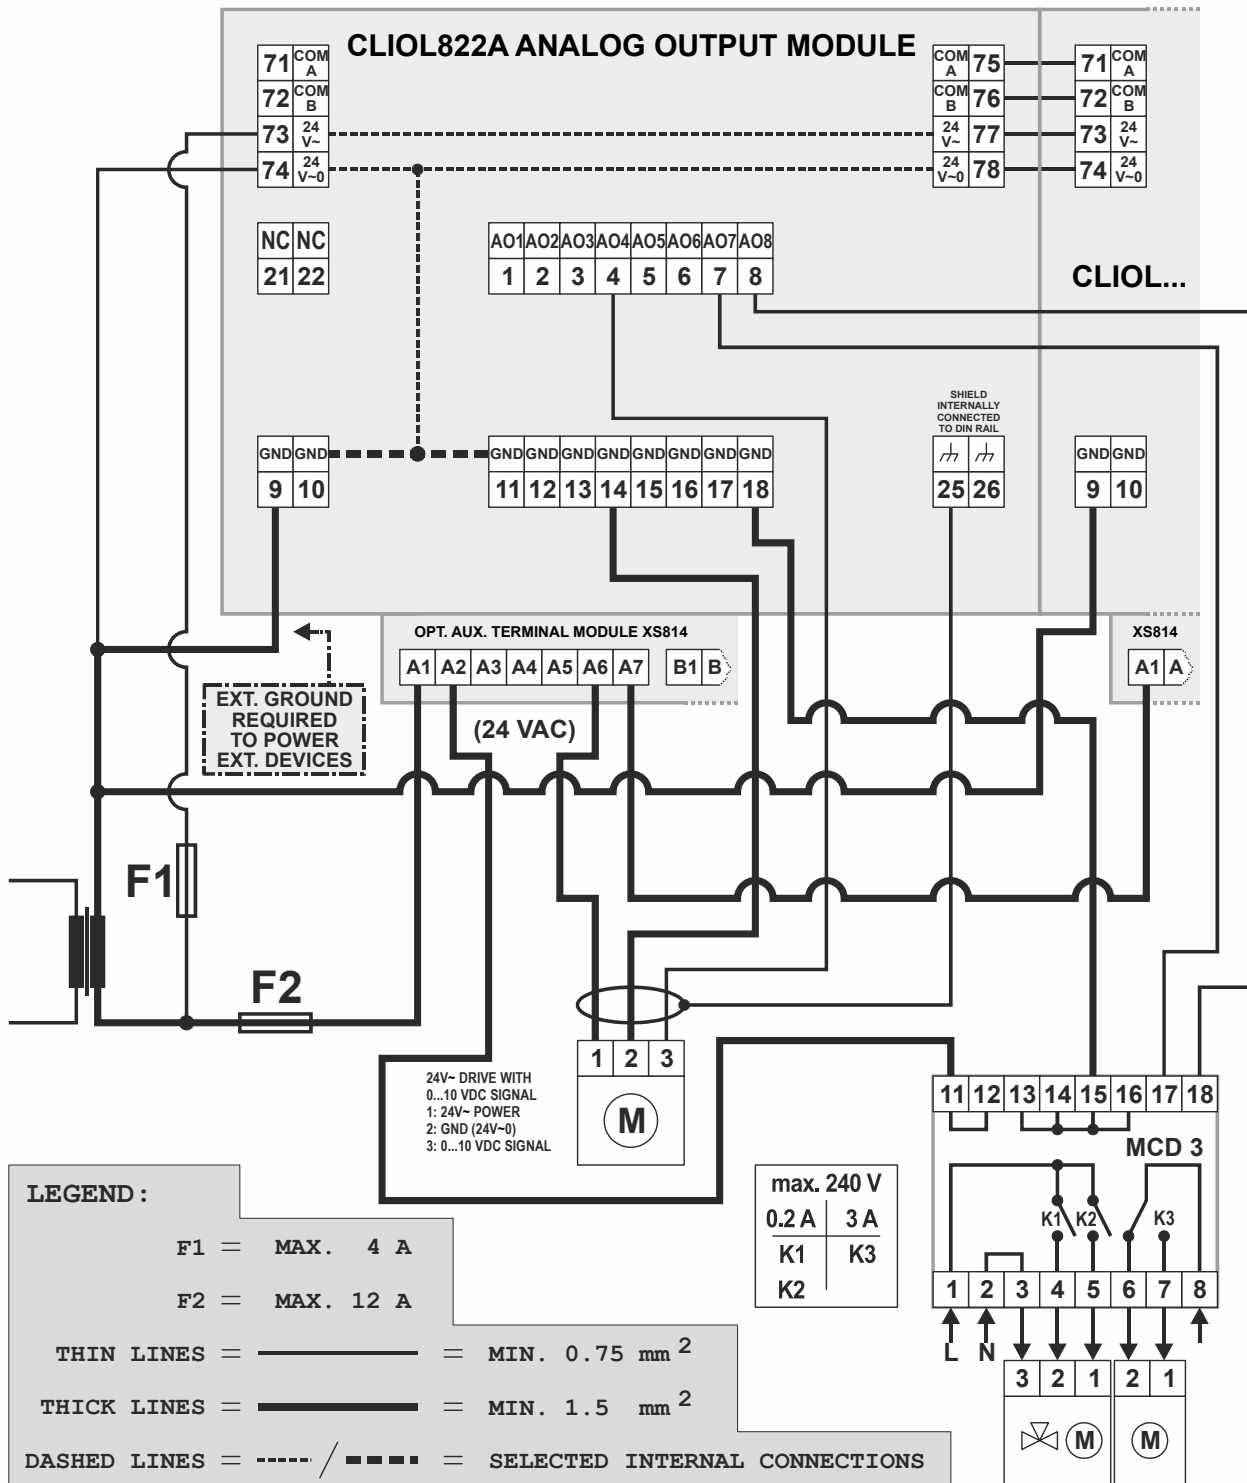 CLIOL822A ANALOG OUTPUT MODULE
71 COM A
72 COM B
73 24 V~
74 24 V~0
COM A 75
COM B 76
24 V~ 77
24 V~0 78
71 COM A
72 COM B
73 24 V~
74 24 V~0
NC NC
21 22
AO1 AO2 AO3 AO4 AO5 AO6 AO7 AO8
1 2 3 4 5 6 7 8
CLIOL...
SHIELD
INTERNALLY
CONNECTED
TO DIN RAIL
GND GND
9 10
GND GND GND GND GND GND GND GND
11 12 13 14 15 16 17 18
25 26
GND GND
9 10
OPT. AUX. TERMINAL MODULE XS814
A1 A2 A3 A4 A5 A6 A7 B1 B
XS814
A1 A
EXT. GROUND
REQUIRED
TO POWER
EXT. DEVICES
(24 VAC)
F1
F2
1 2 3
M
24V~ DRIVE WITH
0...10 VDC SIGNAL
1: 24V~ POWER
2: GND (24V~0)
3: 0...10 VDC SIGNAL
11 12 13 14 15 16 17 18
MCD 3
K1 K2 K3
1 2 3 4 5 6 7 8
L N
3 2 1 2 1
M M
max. 240 V
0.2 A 3 A
K1 K3
K2
LEGEND:
F1 = MAX. 4 A
F2 = MAX. 12 A
THIN LINES = = MIN. 0.75 mm 2
THICK LINES = = MIN. 1.5 mm 2
DASHED LINES = / = SELECTED INTERNAL CONNECTIONS